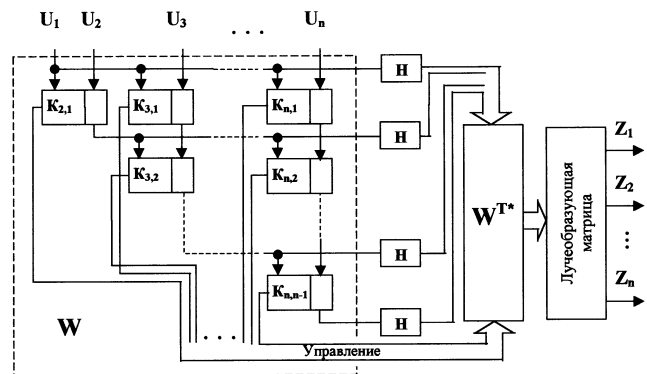 U1 U2 U3 . . . Un
K2,1 K3,1 Kn,1 H
K3,2 Kn,2 H
Kn,n-1 H
H
W
. . .
Управление
W^T*
Лучеобразующая матрица
Z1
Z2
...
Zn